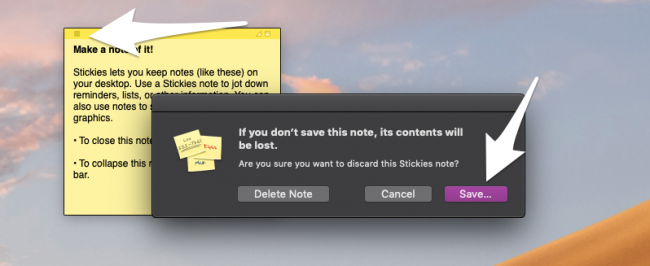 Make a note of it!
Stickies lets you keep notes (like these) on
your desktop. Use a Stickies note to jot down
reminders, lists, or other information. You can
also use notes to s
graphics.
• To close this note
• To collapse this n
bar.
If you don't save this note, its contents will
be lost.
Are you sure you want to discard this Stickies note?
Delete Note
Cancel
Save...